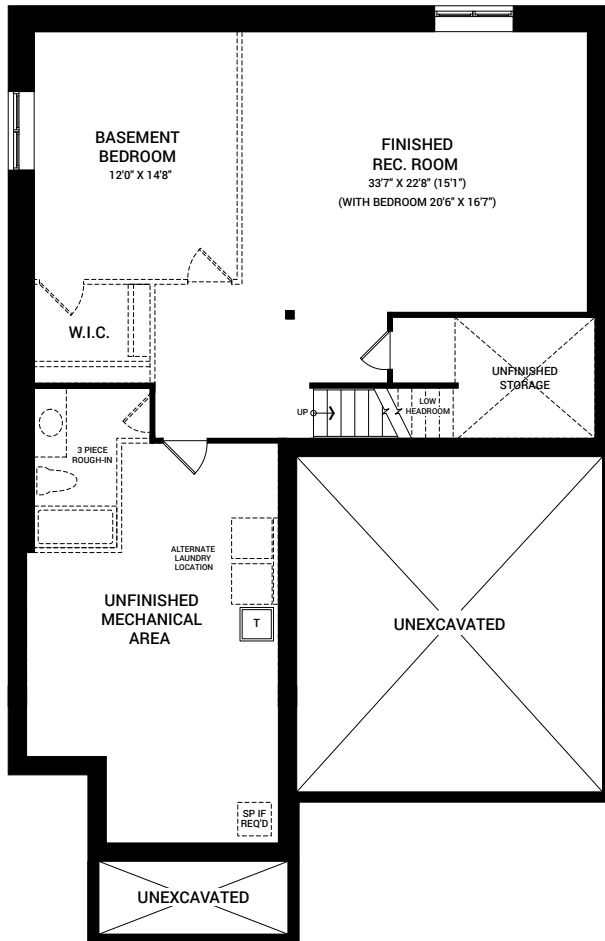 BASEMENT
BEDROOM
12'0" X 14'8"
FINISHED
REC. ROOM
33'7" X 22'8" (15'1")
(WITH BEDROOM 20'6" X 16'7")
W.I.C.
UNFINISHED
STORAGE
UP
LOW
HEADROOM
3 PIECE
ROUGH-IN
ALTERNATE
LAUNDRY
LOCATION
UNFINISHED
MECHANICAL
AREA
T
UNEXCAVATED
SP IF
REQ'D
UNEXCAVATED